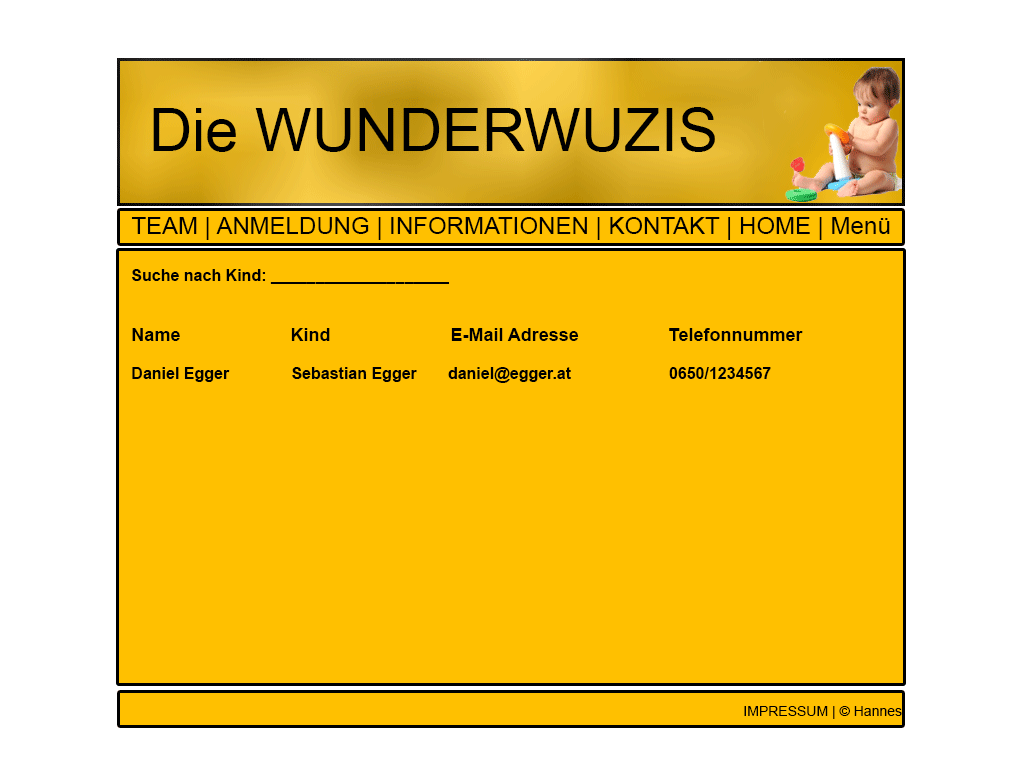 Die WUNDERWUZIS
TEAM | ANMELDUNG | INFORMATIONEN | KONTAKT | HOME | Menü
Suche nach Kind: ____________________
Name Kind E-Mail Adresse Telefonnummer
Daniel Egger Sebastian Egger daniel@egger.at 0650/1234567
IMPRESSUM | © Hannes